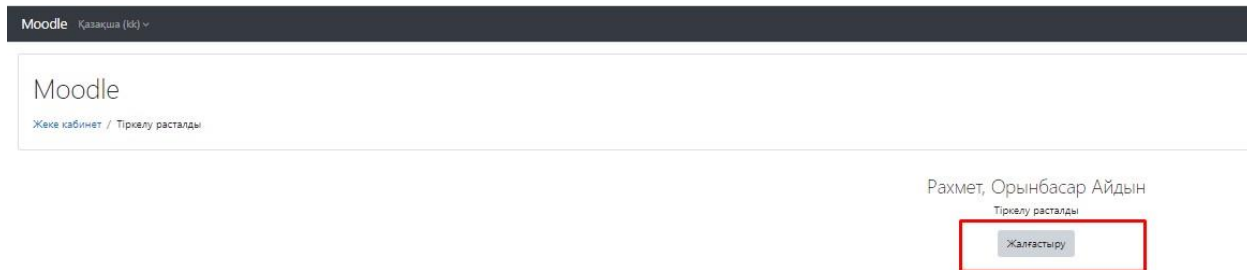 Moodle Қазақша (kk)
Moodle
Жеке кабинет / Тіркелу расталды
Рахмет, Орынбасар Айдын
Тіркелу расталды
Жалғастыру